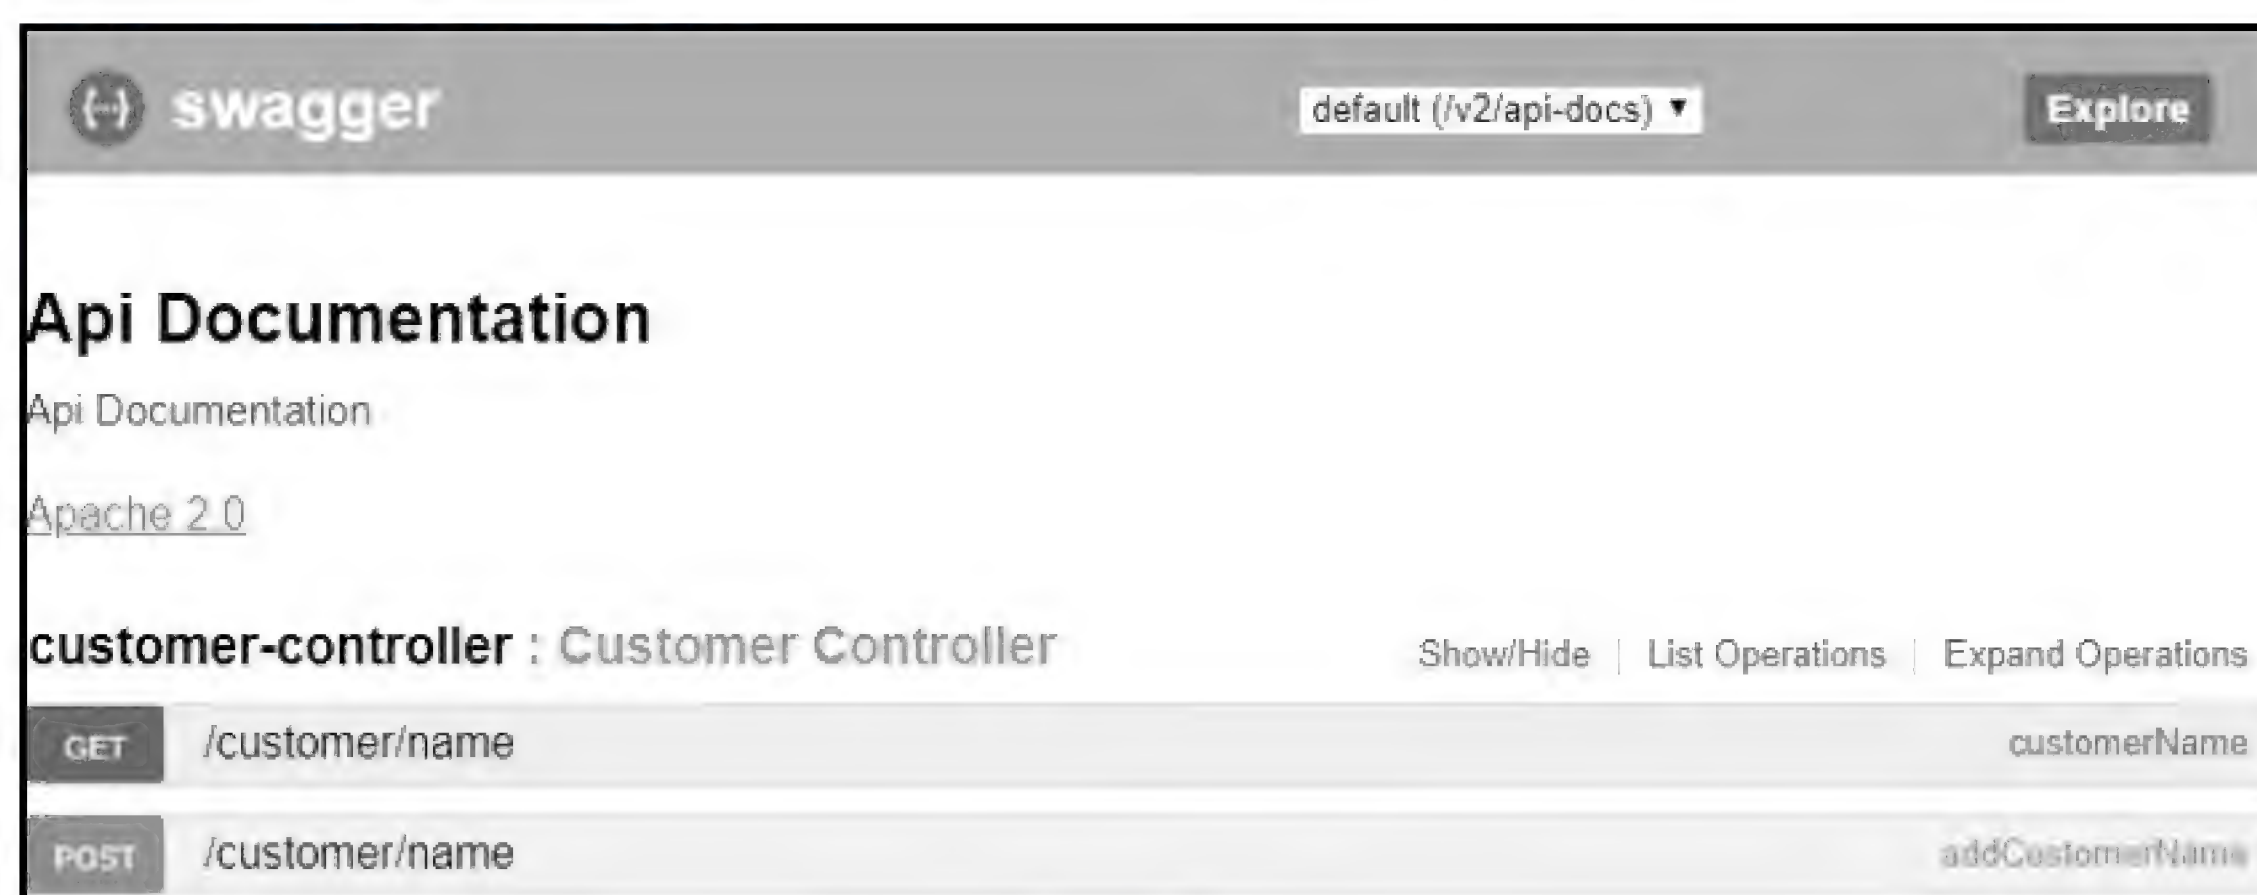 {···} swagger default (/v2/api-docs) ▼ Explore
Api Documentation
Api Documentation
Apache 2.0
customer-controller : Customer Controller Show/Hide | List Operations | Expand Operations
GET /customer/name customerName
POST /customer/name addCustomerName